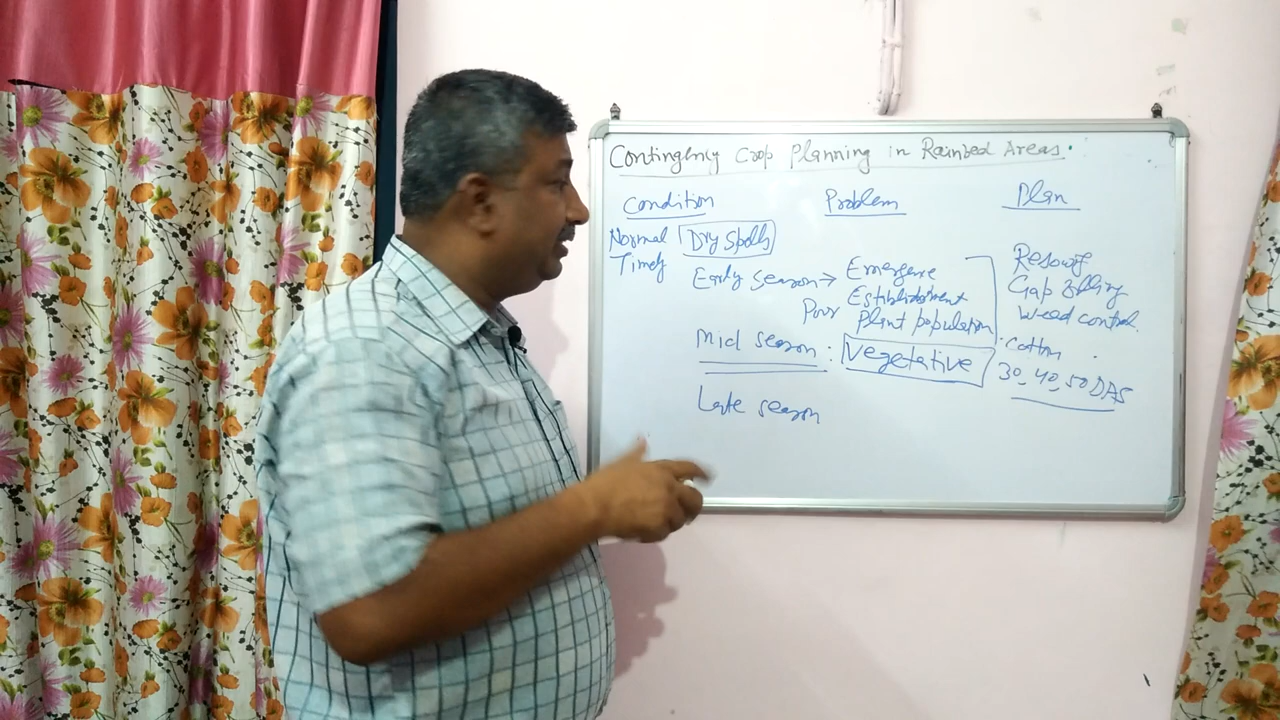 Contingency Crop Planning in Rainfed Areas.
Condition Problem Plan
Normal Dry Spells
Timely
Early season → Emergence
Establishment
Poor Plant population
Resowing
Gap filling
Weed control.
Mid season : Vegetative
Cotton
30, 40, 50 DAS
Late season